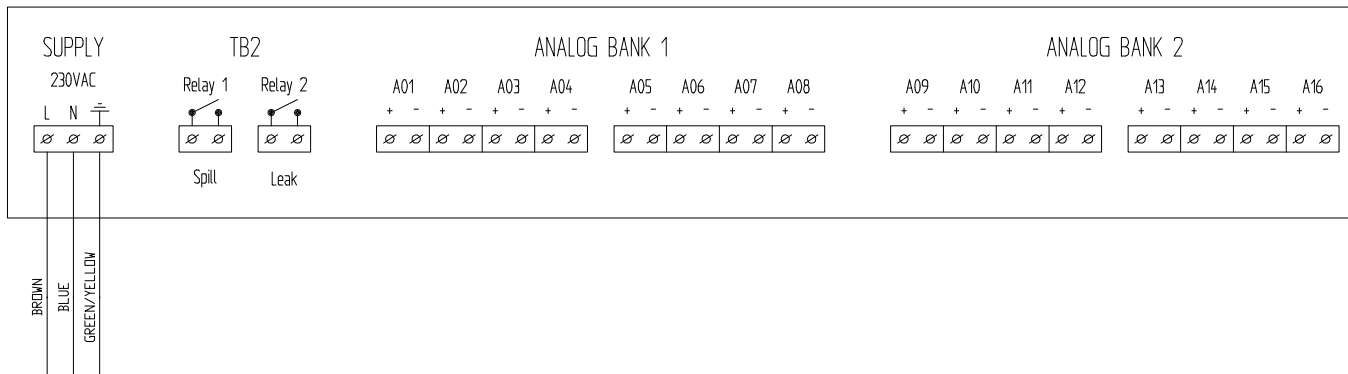 SUPPLY TB2 ANALOG BANK 1 ANALOG BANK 2
230VAC Relay 1 Relay 2 A01 A02 A03 A04 A05 A06 A07 A08 A09 A10 A11 A12 A13 A14 A15 A16
L N + - + - + - + - + - + - + - + - + - + - + - + - + - + - + - + -
Spill Leak
BROWN
BLUE
GREEN/YELLOW